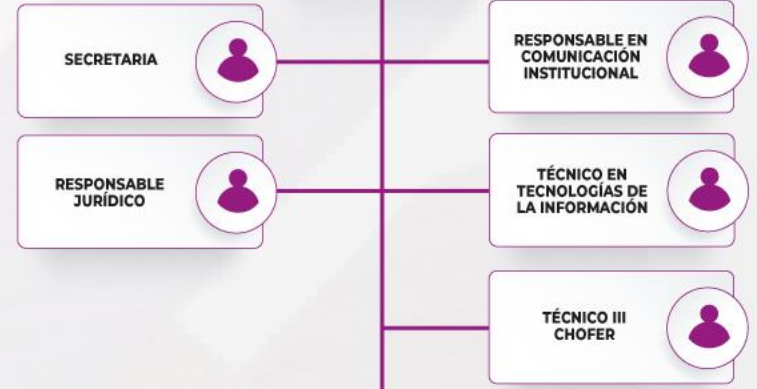 SECRETARIA
RESPONSABLE EN
COMUNICACIÓN
INSTITUCIONAL
RESPONSABLE
JURÍDICO
TÉCNICO EN
TECNOLOGÍAS DE
LA INFORMACIÓN
TÉCNICO III
CHOFER